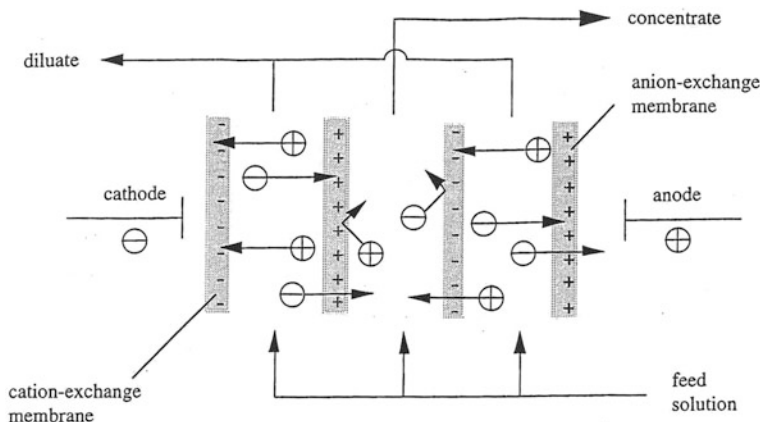 concentrate
diluate
anion-exchange
membrane
cathode
anode
cation-exchange
membrane
feed
solution